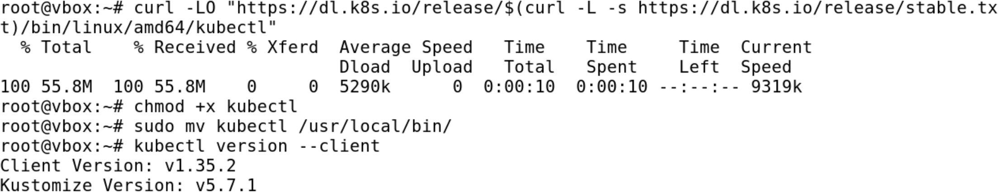 root@vbox:~# curl -LO "https://dl.k8s.io/release/$(curl -L -s https://dl.k8s.io/release/stable.tx
t)/bin/linux/amd64/kubectl"
  % Total    % Received % Xferd  Average Speed   Time    Time     Time  Current
                                 Dload  Upload   Total   Spent    Left  Speed
100 55.8M  100 55.8M    0     0  5290k      0  0:00:10  0:00:10 --:--:-- 9319k
root@vbox:~# chmod +x kubectl
root@vbox:~# sudo mv kubectl /usr/local/bin/
root@vbox:~# kubectl version --client
Client Version: v1.35.2
Kustomize Version: v5.7.1